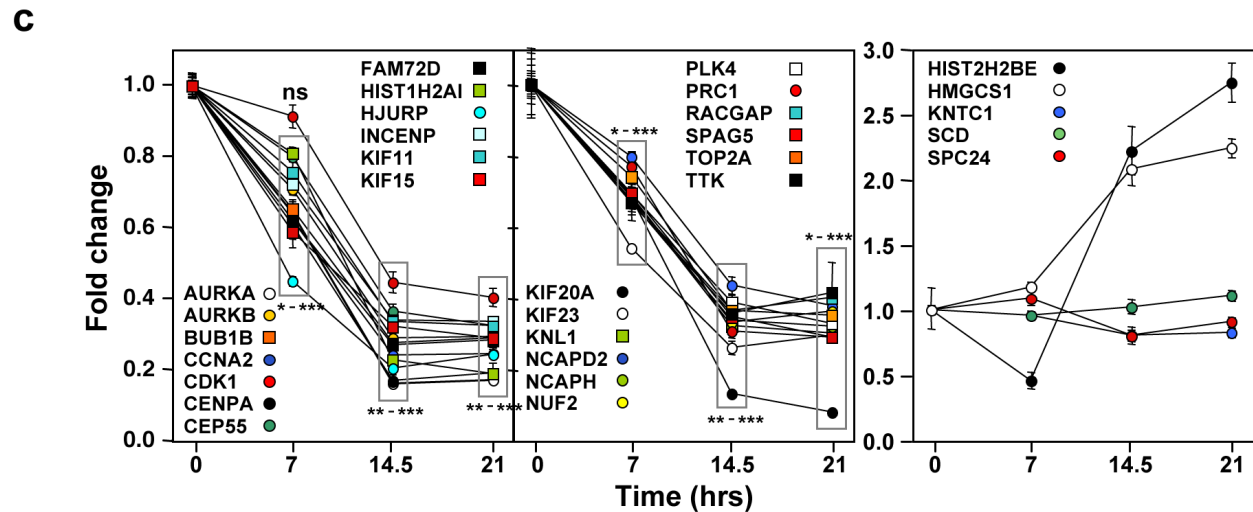 c
Fold change
1.0
0.8
0.6
0.4
0.2
0.0
FAM72D
HIST1H2AI
HJURP
INCENP
KIF11
KIF15
ns
*-***
AURKA
AURKB
BUB1B
CCNA2
CDK1
CENPA
CEP55
**-***
**-***
0 7 14.5 21
PLK4
PRC1
RACGAP
SPAG5
TOP2A
TTK
*-***
*-***
KIF20A
KIF23
KNL1
NCAPD2
NCAPH
NUF2
**-***
0 7 14.5 21
3.0
2.5
2.0
1.5
1.0
0.5
0.0
HIST2H2BE
HMGCS1
KNTC1
SCD
SPC24
0 7 14.5 21
Time (hrs)